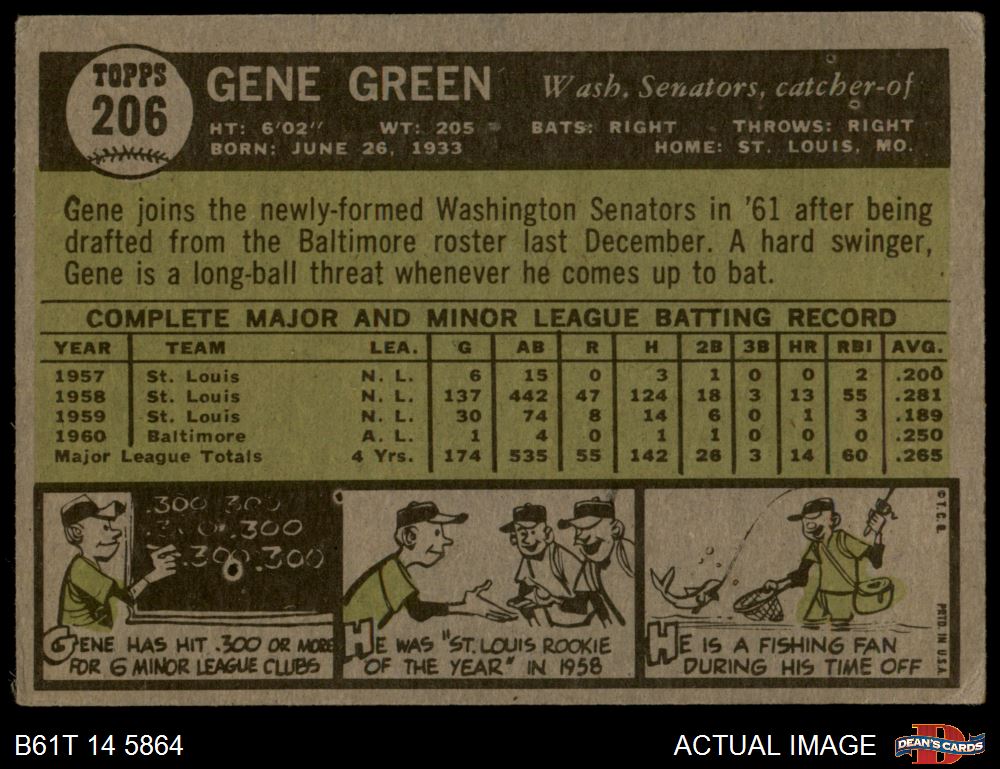 TOPPS
206
GENE GREEN
Wash. Senators, catcher-of
HT: 6'02" WT: 205 BATS: RIGHT THROWS: RIGHT
BORN: JUNE 26, 1933 HOME: ST. LOUIS, MO.
Gene joins the newly-formed Washington Senators in '61 after being
drafted from the Baltimore roster last December. A hard swinger,
Gene is a long-ball threat whenever he comes up to bat.
COMPLETE MAJOR AND MINOR LEAGUE BATTING RECORD
YEAR TEAM LEA. G AB R H 2B 3B HR RBI AVG.
1957 St. Louis N. L. 6 15 0 3 1 0 0 2 .200
1958 St. Louis N. L. 137 442 47 124 18 3 13 55 .281
1959 St. Louis N. L. 30 74 8 14 6 0 1 3 .189
1960 Baltimore A. L. 1 4 0 1 1 0 0 0 .250
Major League Totals 4 Yrs. 174 535 55 142 26 3 14 60 .265
.300 .300
.300 .300
.300 .300
GENE HAS HIT .300 OR MORE
FOR 6 MINOR LEAGUE CLUBS
HE WAS "ST. LOUIS ROOKIE
OF THE YEAR" IN 1958
HE IS A FISHING FAN
DURING HIS TIME OFF
© T. C. G.
PRTD IN U.S.A.
B61T 14 5864
ACTUAL IMAGE
D
DEAN'S CARDS